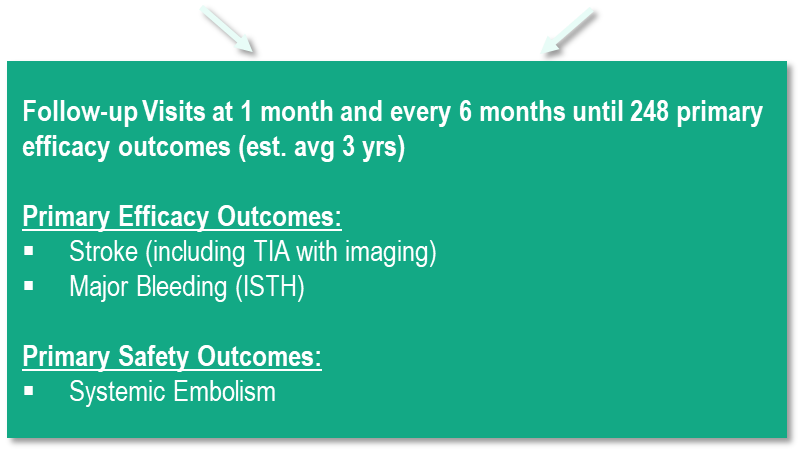 Follow-up Visits at 1 month and every 6 months until 248 primary
efficacy outcomes (est. avg 3 yrs)
Primary Efficacy Outcomes:
▪ Stroke (including TIA with imaging)
▪ Major Bleeding (ISTH)
Primary Safety Outcomes:
▪ Systemic Embolism